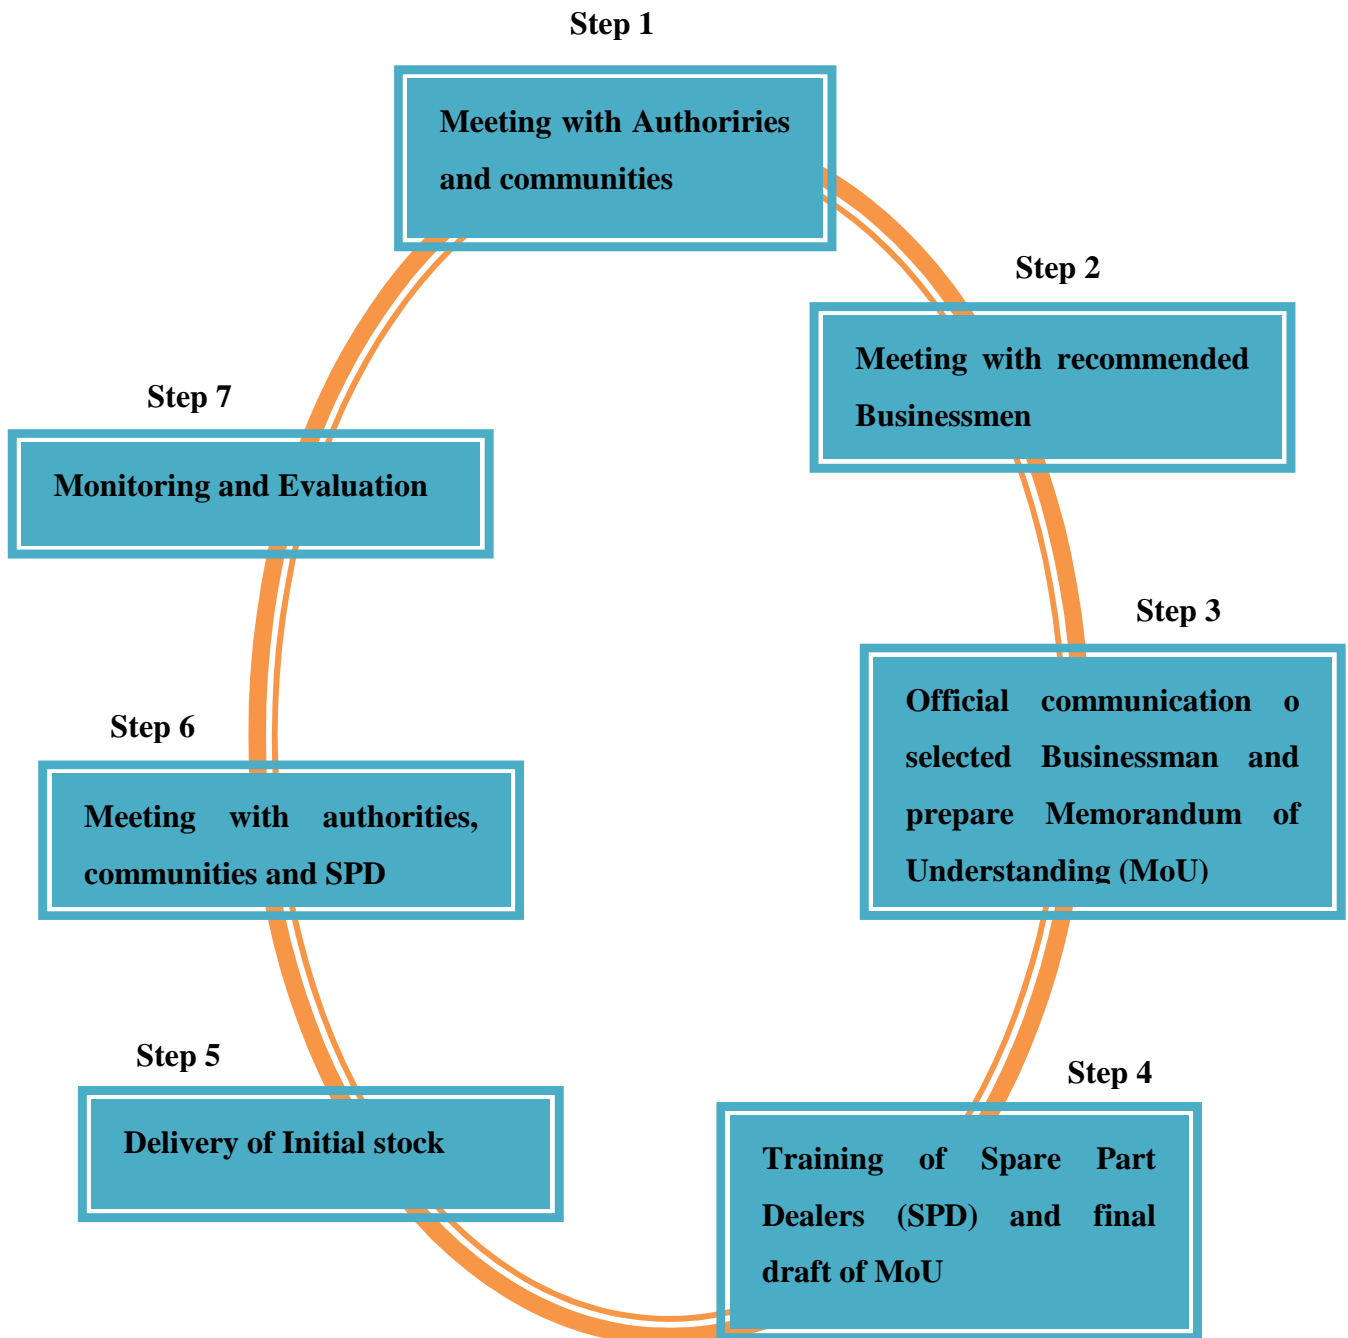 Step 1
Meeting with Authoriries
and communities
Step 2
Meeting with recommended
Businessmen
Step 3
Official communication o
selected Businessman and
prepare Memorandum of
Understanding (MoU)
Step 4
Training of Spare Part
Dealers (SPD) and final
draft of MoU
Step 5
Delivery of Initial stock
Step 6
Meeting with authorities,
communities and SPD
Step 7
Monitoring and Evaluation